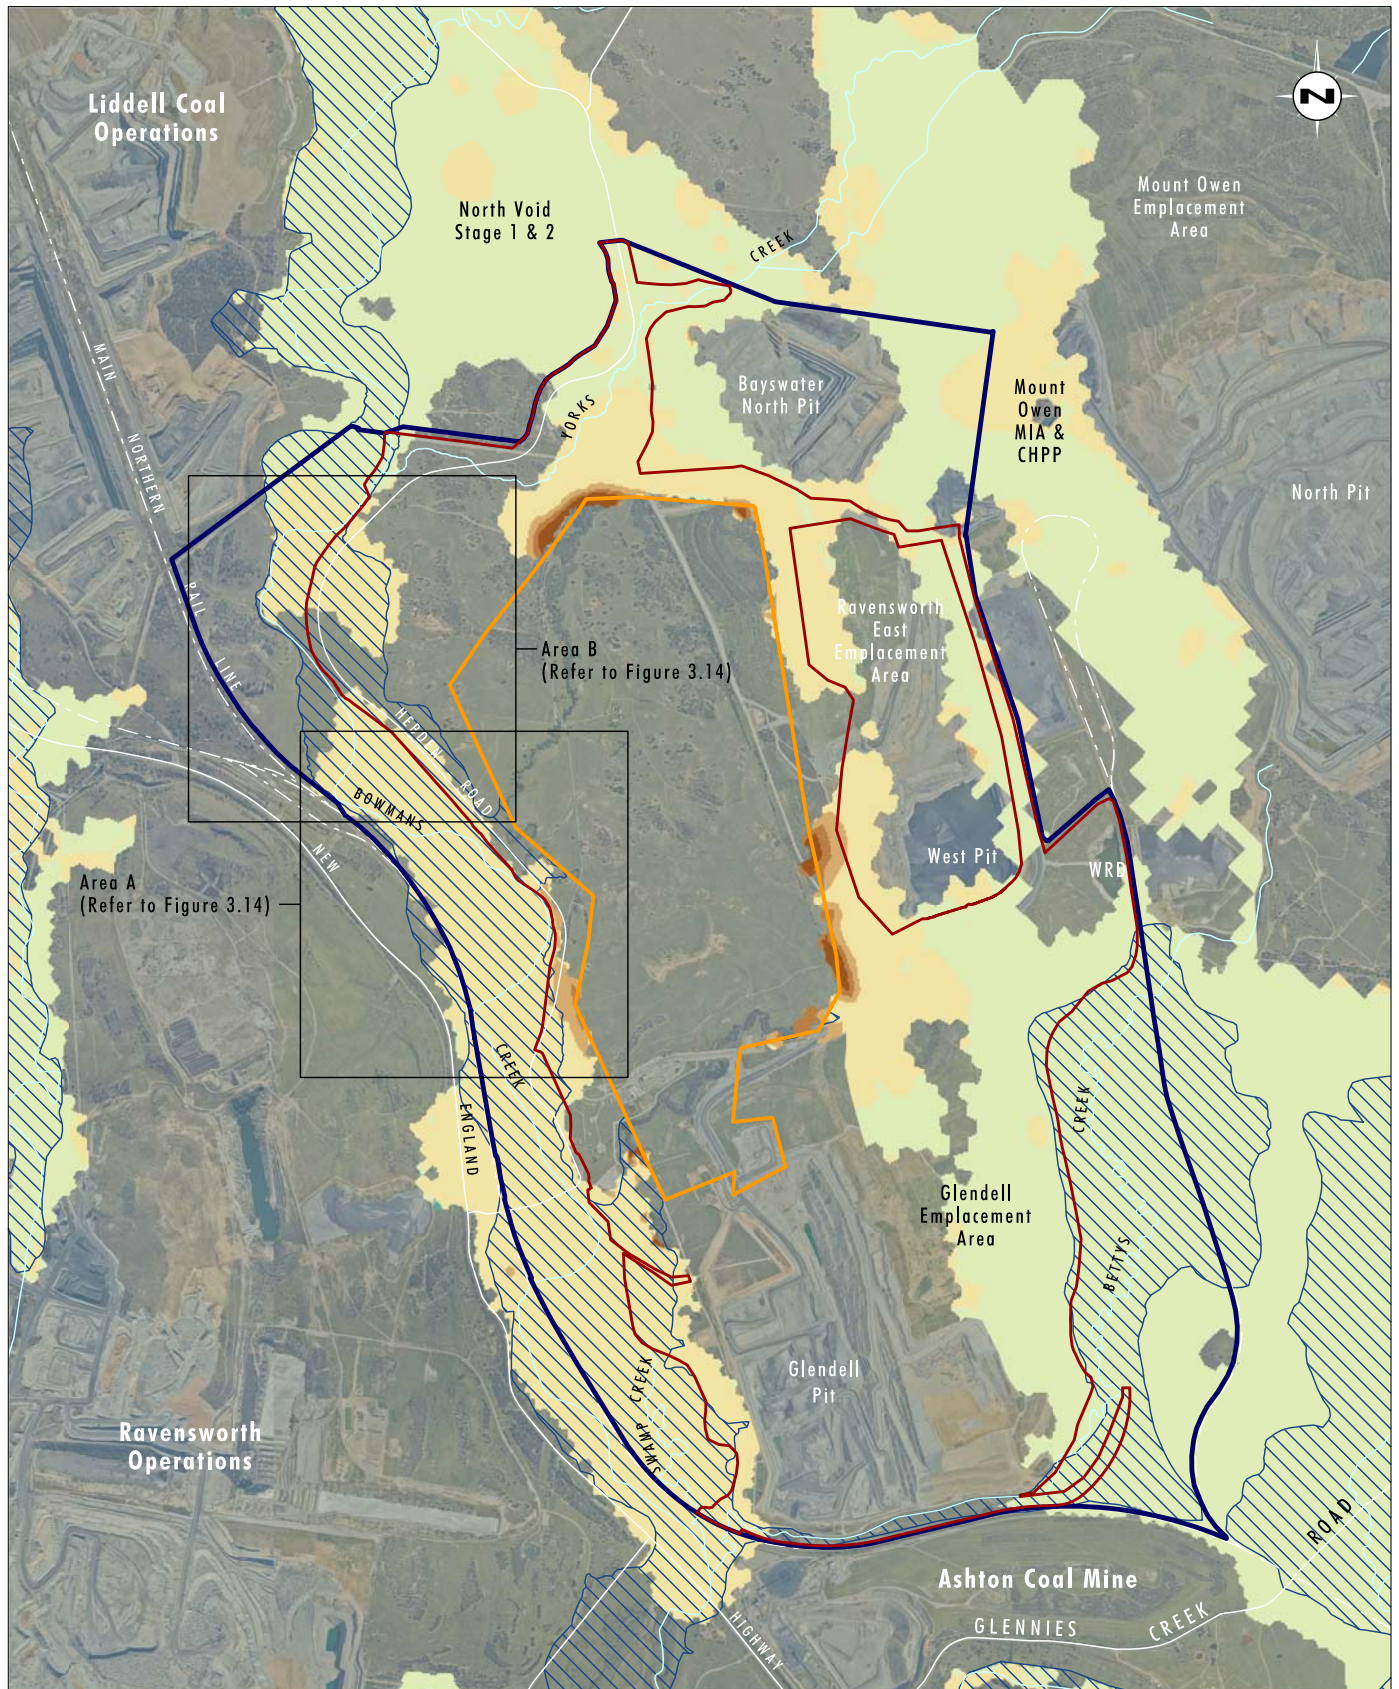 Liddell Coal
Operations
N
Mount Owen
Emplacement
Area
North Void
Stage 1 & 2
CREEK
MAIN
NORTHERN
RAIL
LINE
YORKS
Bayswater
North Pit
Mount
Owen
MIA &
CHPP
North Pit
Ravensworth
East
Emplacement
Area
Area B
(Refer to Figure 3.14)
HEBDEN
ROAD
BOWMANS
CREEK
NEW
ENGLAND
HIGHWAY
West Pit
WRD
Area A
(Refer to Figure 3.14)
CREEK
BETTYS
Glendell
Emplacement
Area
Glendell
Pit
SWAMP CREEK
Ravensworth
Operations
Ashton Coal Mine
GLENNIES
CREEK
ROAD